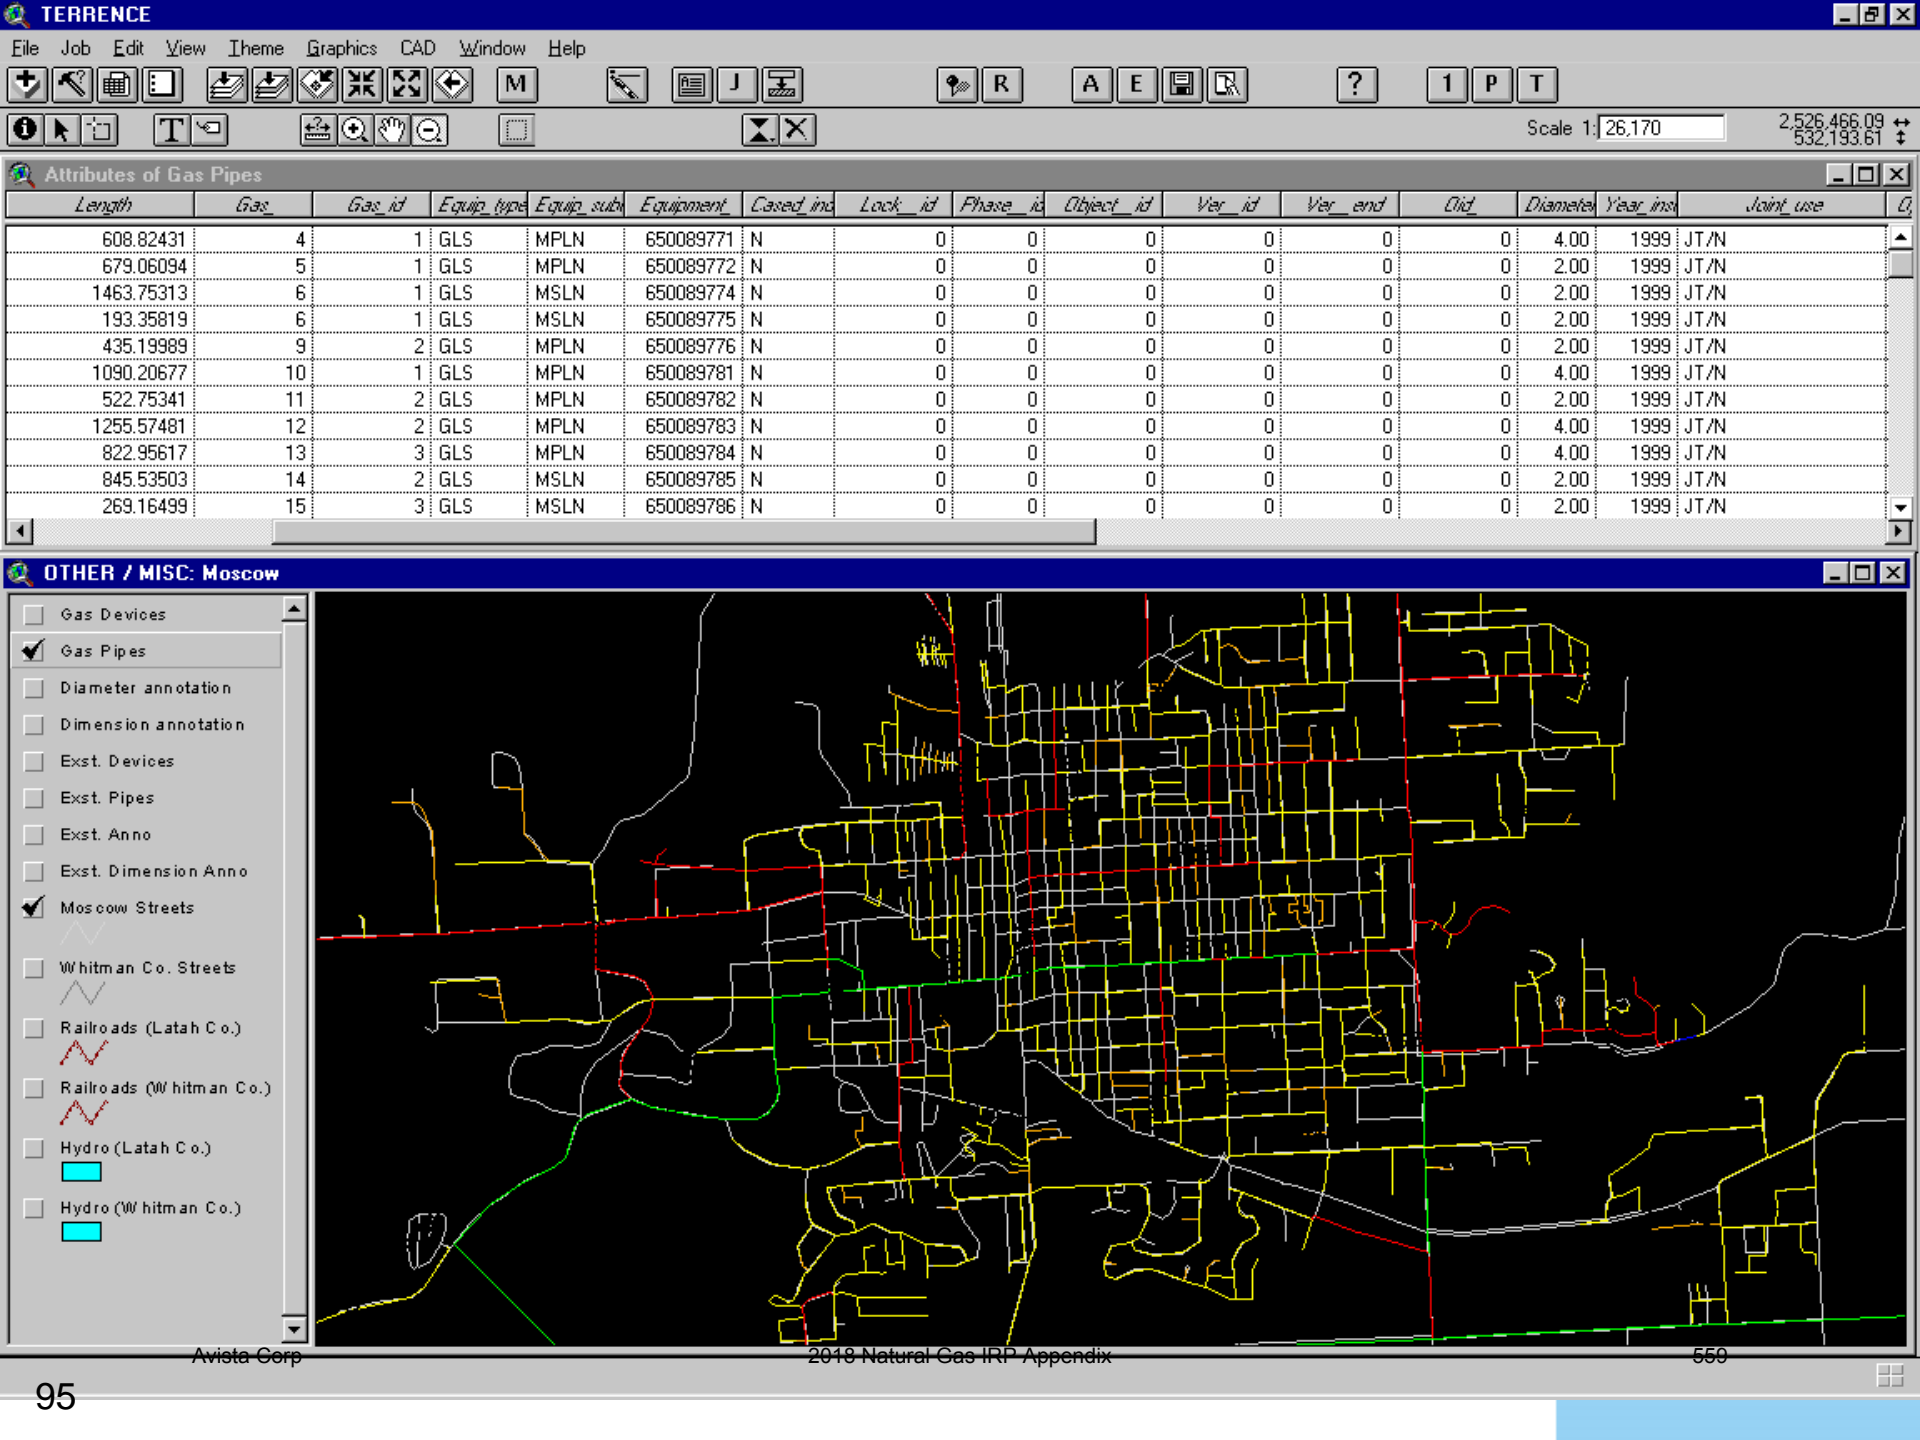 TERRENCE
File Job Edit View Theme Graphics CAD Window Help
M J R A E ? 1 P T
T Scale 1: 26,170 2,526,466.09
532,193.61
Attributes of Gas Pipes
Length Gas_ Gas_id Equip_type Equip_sub Equipment_ Cased_ind Lock__id Phase__id Object__id Ver__id Ver__end Oid_ Diameter Year_inst Joint_use
608.82431 4 1 GLS MPLN 650089771 N 0 0 0 0 0 0 4.00 1999 JT/N
679.06094 5 1 GLS MPLN 650089772 N 0 0 0 0 0 0 2.00 1999 JT/N
1463.75313 6 1 GLS MSLN 650089774 N 0 0 0 0 0 0 2.00 1999 JT/N
193.35819 6 1 GLS MSLN 650089775 N 0 0 0 0 0 0 2.00 1999 JT/N
435.19989 9 2 GLS MPLN 650089776 N 0 0 0 0 0 0 2.00 1999 JT/N
1090.20677 10 1 GLS MPLN 650089781 N 0 0 0 0 0 0 4.00 1999 JT/N
522.75341 11 2 GLS MPLN 650089782 N 0 0 0 0 0 0 2.00 1999 JT/N
1255.57481 12 2 GLS MPLN 650089783 N 0 0 0 0 0 0 4.00 1999 JT/N
822.95617 13 3 GLS MPLN 650089784 N 0 0 0 0 0 0 4.00 1999 JT/N
845.53503 14 2 GLS MSLN 650089785 N 0 0 0 0 0 0 2.00 1999 JT/N
269.16499 15 3 GLS MSLN 650089786 N 0 0 0 0 0 0 2.00 1999 JT/N
OTHER / MISC: Moscow
Gas Devices
Gas Pipes
Diameter annotation
Dimension annotation
Exst. Devices
Exst. Pipes
Exst. Anno
Exst. Dimension Anno
Moscow Streets
Whitman Co. Streets
Railroads (Latah Co.)
Railroads (Whitman Co.)
Hydro (Latah Co.)
Hydro (Whitman Co.)
Avista Corp 2018 Natural Gas IRP Appendix 559
95